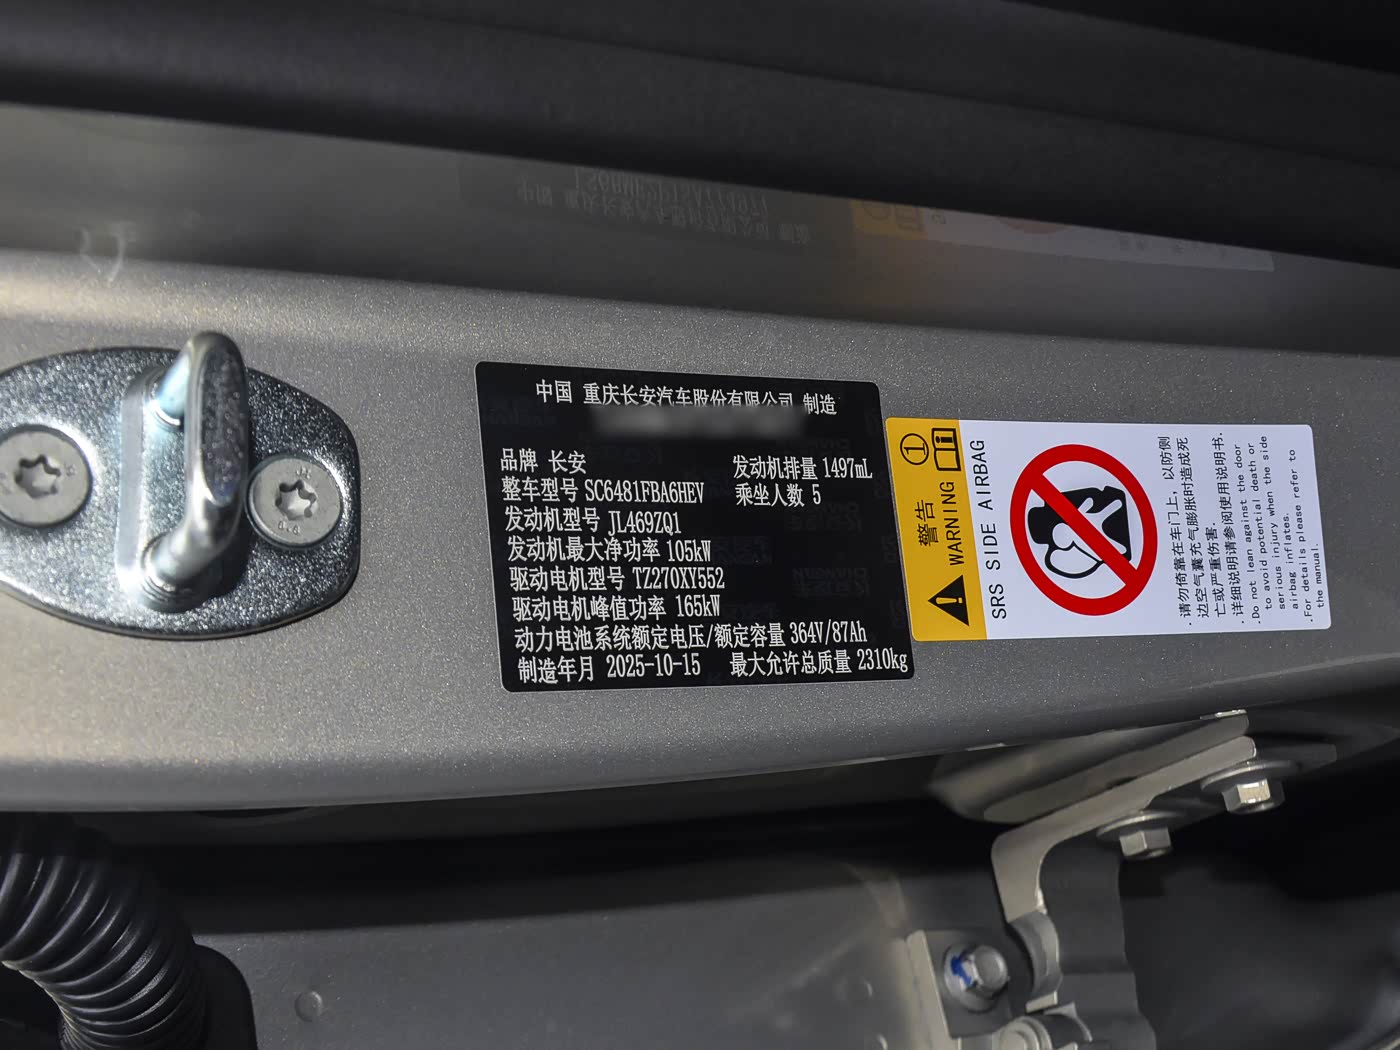 中国 重庆长安汽车股份有限公司 制造
品牌 长安
发动机排量 1497mL
整车型号 SC6481FBA6HEV
乘坐人数 5
发动机型号 JL469ZQ1
发动机最大净功率 105kW
驱动电机型号 TZ270XY552
驱动电机峰值功率 165kW
动力电池系统额定电压/额定容量 364V/87Ah
制造年月 2025-10-15
最大允许总质量 2310kg
①
警告
WARNING
SRS SIDE AIRBAG
·请勿倚靠在车门上，以防侧
边空气囊充气膨胀时造成死
亡或严重伤害.
·详细说明请参阅使用说明书.
·Do not lean against the door
to avoid potential death or
serious injury when the side
airbag inflates.
·For details please refer to
the manual.